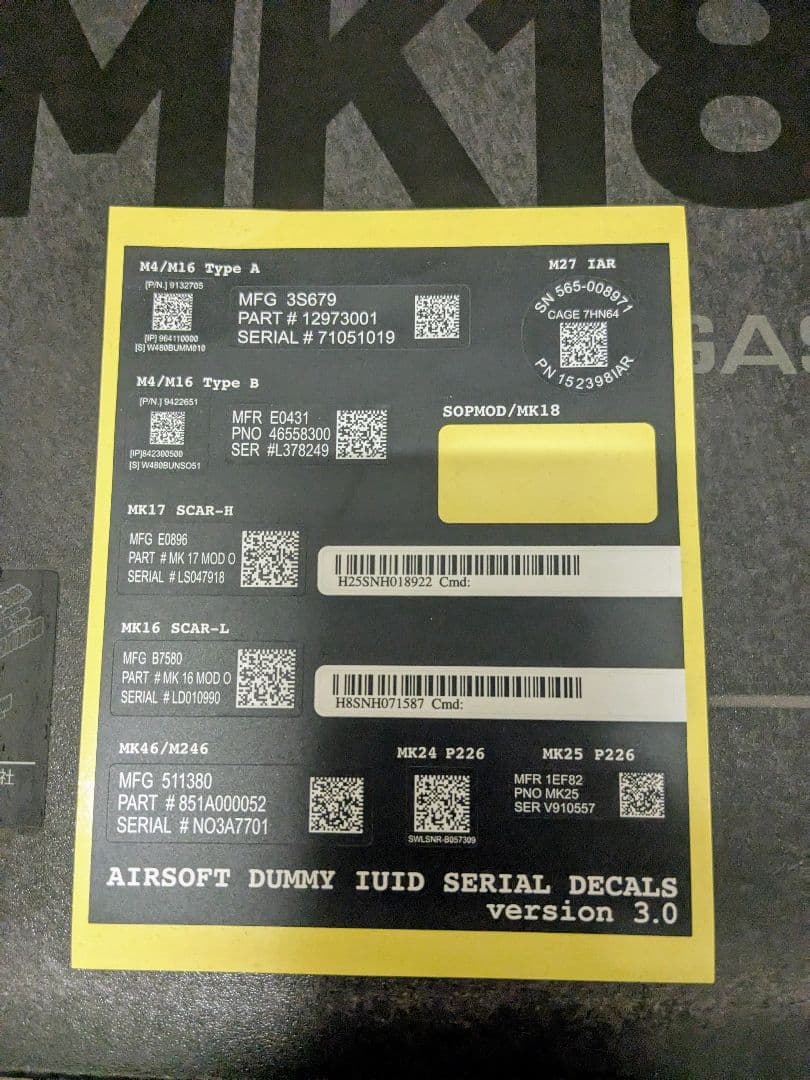 MK18
GAS
M4/M16 Type A
[P/N.] 9132705
[IP] 964110000
[S] W480BUMM010
MFG 3S679
PART # 12973001
SERIAL # 71051019
M27 IAR
SN 565-008971
CAGE 7HN64
PN 152398IAR
M4/M16 Type B
[P/N.] 9422651
[IP]842300500
[S] W480BUNSO51
MFR E0431
PNO 46558300
SER #L378249
SOPMOD/MK18
MK17 SCAR-H
MFG E0896
PART # MK 17 MOD O
SERIAL # LS047918
H25SNH018922 Cmd:
MK16 SCAR-L
MFG B7580
PART # MK 16 MOD O
SERIAL # LD010990
H8SNH071587 Cmd:
MK46/M246
MFG 511380
PART # 851A000052
SERIAL # NO3A7701
MK24 P226
SWLSNR-B057309
MK25 P226
MFR 1EF82
PNO MK25
SER V910557
社
AIRSOFT DUMMY IUID SERIAL DECALS
version 3.0